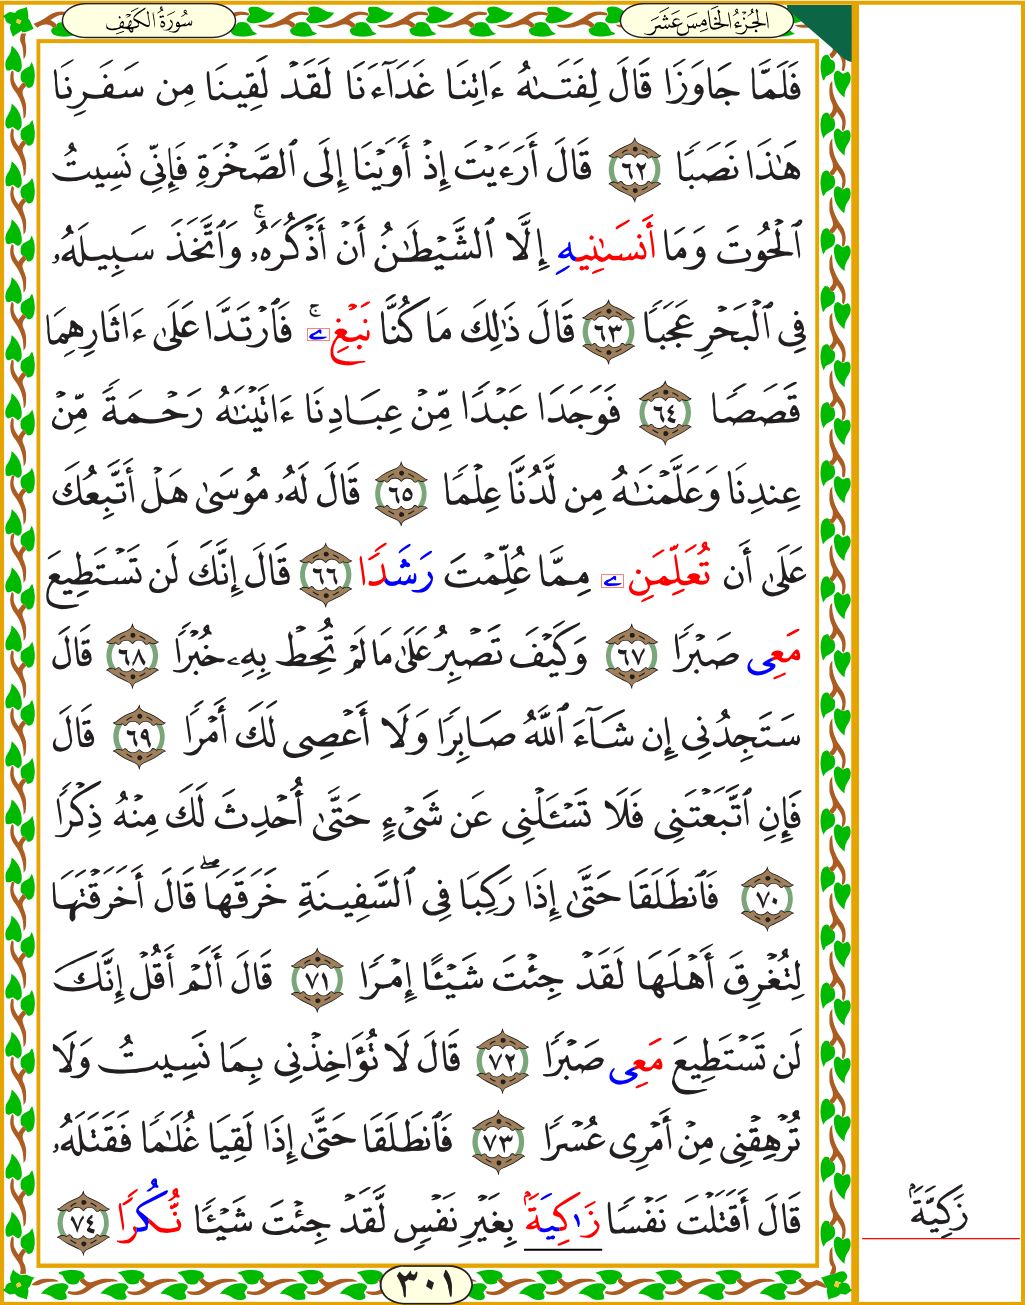 الجُزْءُ الخَامِسَ عَشَرَ
سُورَةُ الكَهْفِ
فَلَمَّا جَاوَزَا قَالَ لِفَتَىٰهُ ءَاتِنَا غَدَآءَنَا لَقَدْ لَقِينَا مِن سَفَرِنَا
هَٰذَا نَصَبًا ٦٢ قَالَ أَرَءَيْتَ إِذْ أَوَيْنَا إِلَى ٱلصَّخْرَةِ فَإِنِّى نَسِيتُ
ٱلْحُوتَ وَمَا أَنسَىٰنِيهِ إِلَّا ٱلشَّيْطَٰنُ أَنْ أَذْكُرَهُۥۚ وَٱتَّخَذَ سَبِيلَهُۥ
فِى ٱلْبَحْرِ عَجَبًا ٦٣ قَالَ ذَٰلِكَ مَا كُنَّا نَبْغِۦۚ فَٱرْتَدَّا عَلَىٰ ءَاثَارِهِمَا
قَصَصًا ٦٤ فَوَجَدَا عَبْدًا مِّنْ عِبَادِنَا ءَاتَيْنَٰهُ رَحْمَةً مِّنْ
عِندِنَا وَعَلَّمْنَٰهُ مِن لَّدُنَّا عِلْمًا ٦٥ قَالَ لَهُۥ مُوسَىٰ هَلْ أَتَّبِعُكَ
عَلَىٰ أَن تُعَلِّمَنِۦ مِمَّا عُلِّمْتَ رَشَدًا ٦٦ قَالَ إِنَّكَ لَن تَسْتَطِيعَ
مَعِى صَبْرًا ٦٧ وَكَيْفَ تَصْبِرُ عَلَىٰ مَا لَمْ تُحِطْ بِهِۦ خُبْرًا ٦٨ قَالَ
سَتَجِدُنِى إِن شَآءَ ٱللَّهُ صَابِرًا وَلَا أَعْصِى لَكَ أَمْرًا ٦٩ قَالَ
فَإِنِ ٱتَّبَعْتَنِى فَلَا تَسْـَٔلْنِى عَن شَىْءٍ حَتَّىٰ أُحْدِثَ لَكَ مِنْهُ ذِكْرًا
٧٠ فَٱنطَلَقَا حَتَّىٰ إِذَا رَكِبَا فِى ٱلسَّفِينَةِ خَرَقَهَاۖ قَالَ أَخَرَقْتَهَا
لِتُغْرِقَ أَهْلَهَا لَقَدْ جِئْتَ شَيْـًٔا إِمْرًا ٧١ قَالَ أَلَمْ أَقُلْ إِنَّكَ
لَن تَسْتَطِيعَ مَعِى صَبْرًا ٧٢ قَالَ لَا تُؤَاخِذْنِى بِمَا نَسِيتُ وَلَا
تُرْهِقْنِى مِنْ أَمْرِى عُسْرًا ٧٣ فَٱنطَلَقَا حَتَّىٰ إِذَا لَقِيَا غُلَٰمًا فَقَتَلَهُۥ
قَالَ أَقَتَلْتَ نَفْسًا زَٰكِيَةًۢ بِغَيْرِ نَفْسٍ لَّقَدْ جِئْتَ شَيْـًٔا نُّكُرًا ٧٤
زَكِيَّةًۢ
٣٠١